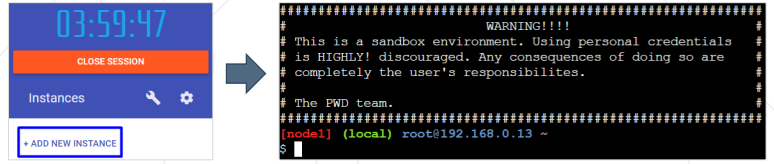 03:59:47
CLOSE SESSION
Instances
+ ADD NEW INSTANCE
###############################################################
#                          WARNING!!!!                          #
# This is a sandbox environment. Using personal credentials   #
# is HIGHLY! discouraged. Any consequences of doing so are    #
# completely the user's responsibilites.                      #
#                                                             #
# The PWD team.                                               #
###############################################################
[node1] (local) root@192.168.0.13 ~
$